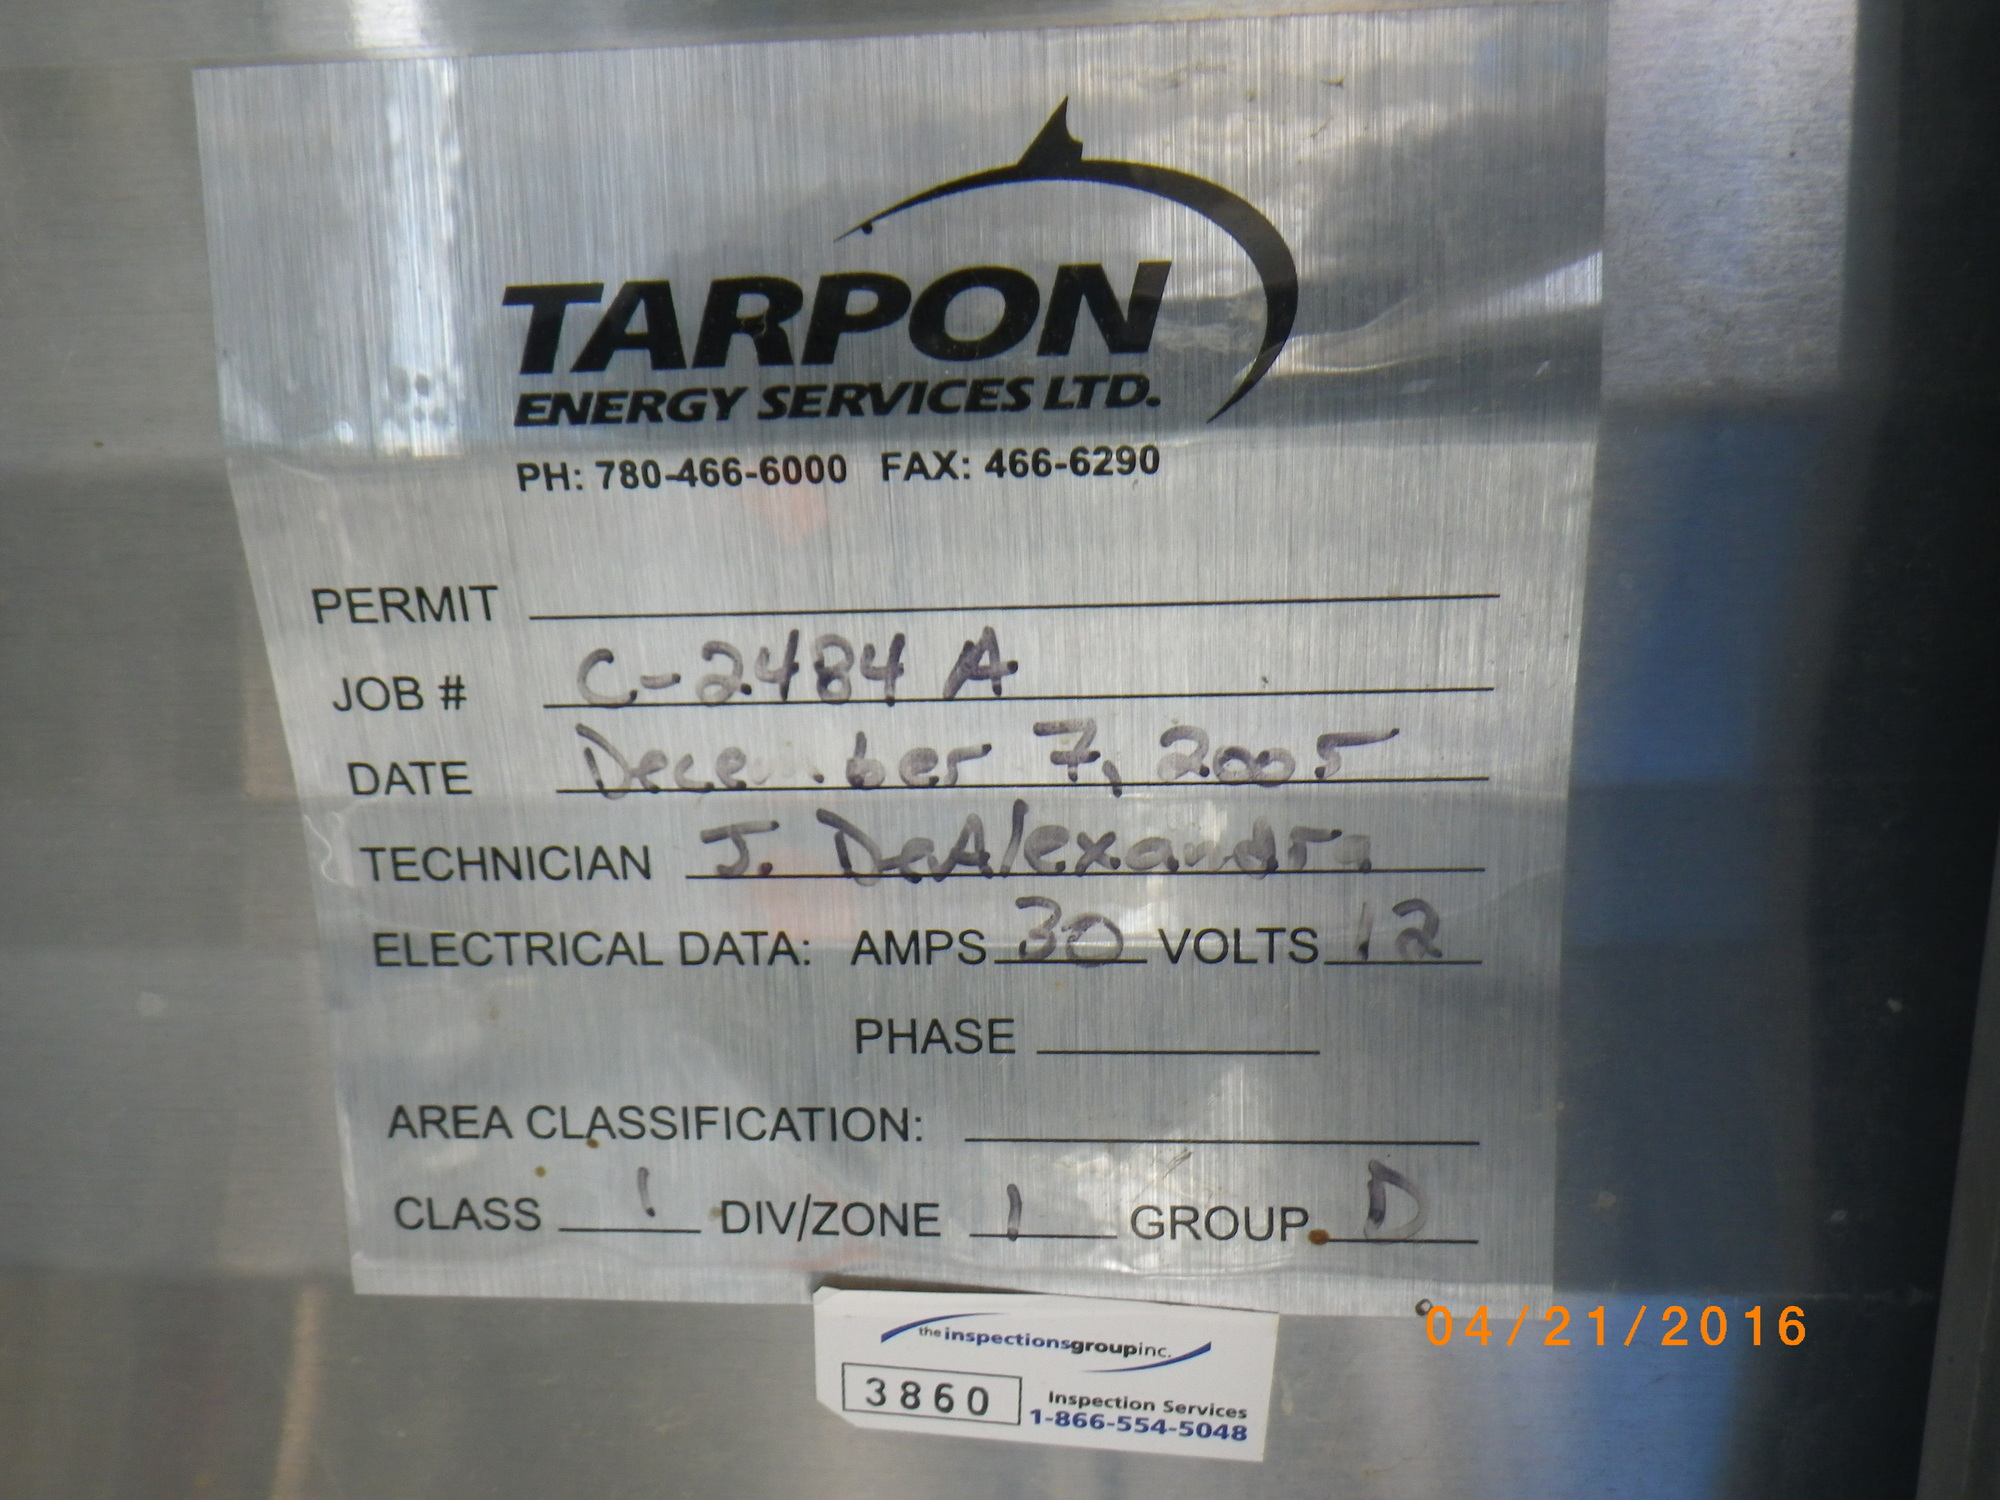 TARPON
ENERGY SERVICES LTD.
PH: 780-466-6000 FAX: 466-6290
PERMIT
JOB # C-2484 A
DATE December 7, 2005
TECHNICIAN J. DeAlexandra
ELECTRICAL DATA: AMPS 30 VOLTS 12
PHASE
AREA CLASSIFICATION:
CLASS 1 DIV/ZONE 1 GROUP D
the inspectionsgroupinc.
3860
Inspection Services
1-866-554-5048
04/21/2016